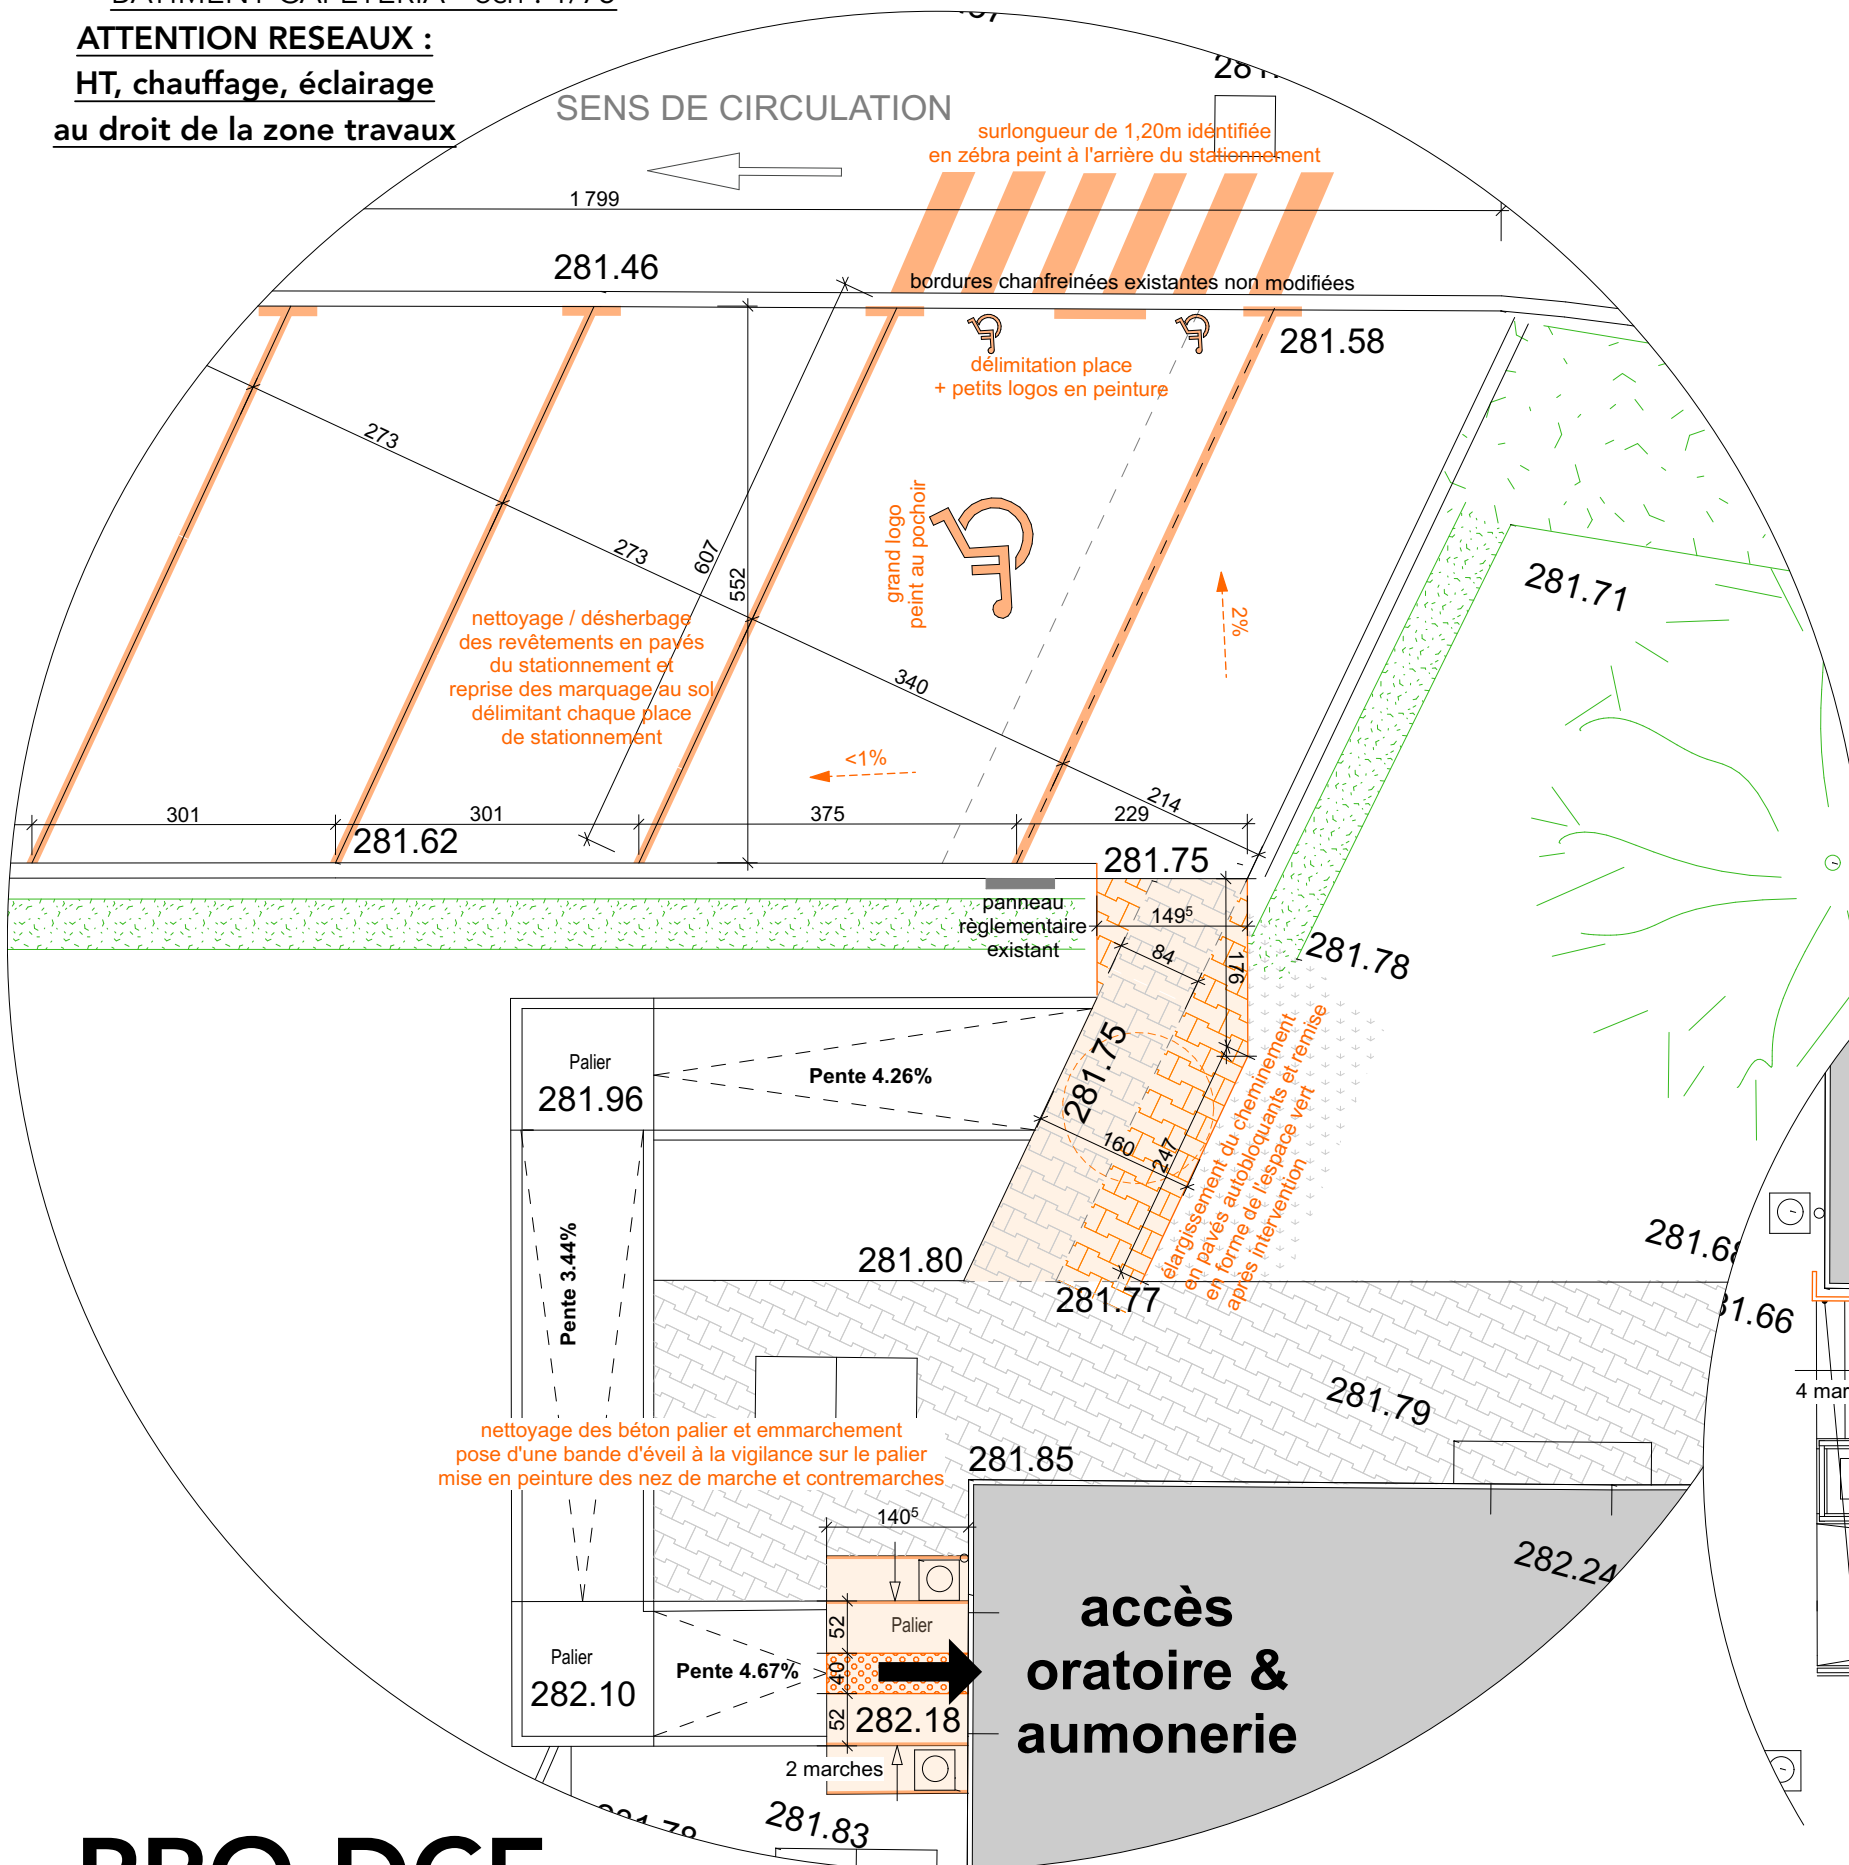 ATTENTION RESEAUX :
HT, chauffage, éclairage
au droit de la zone travaux
SENS DE CIRCULATION
surlongueur de 1,20m idéntifiée
en zébra peint à l'arrière du stationnement
1 799
281.46
bordures chanfreinées existantes non modifiées
281.58
délimitation place
+ petits logos en peinture
273
273
607
552
grand logo
peint au pochoir
281.71
2%
nettoyage / désherbage
des revêtements en pavés
du stationnement et
reprise des marquage au sol
délimitant chaque place
de stationnement
340
<1%
214
301
301
375
229
281.62
281.75
panneau
règlementaire
existant
149⁵
84
176
281.78
281.75
160
247
élargissement du cheminement
en pavés autobloquants et remise
en forme de l'espace vert
après intervention
Palier
281.96
Pente 4.26%
Pente 3.44%
281.80
281.77
281.79
4 mar
nettoyage des béton palier et emmarchement
pose d'une bande d'éveil à la vigilance sur le palier
mise en peinture des nez de marche et contremarches
281.85
140⁵
282.24
52
Palier
40
52
Palier
282.10
Pente 4.67%
282.18
2 marches
accès
oratoire &
aumonerie
281.83